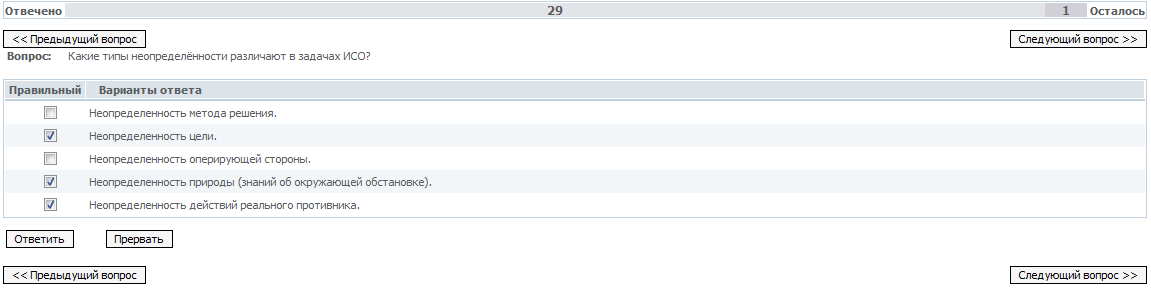 Отвечено 29 1 Осталось
<< Предыдущий вопрос Следующий вопрос >>
Вопрос: Какие типы неопределённости различают в задачах ИСО?
Правильный Варианты ответа
Неопределенность метода решения.
Неопределенность цели.
Неопределенность оперирующей стороны.
Неопределенность природы (знаний об окружающей обстановке).
Неопределенность действий реального противника.
Ответить Прервать
<< Предыдущий вопрос Следующий вопрос >>